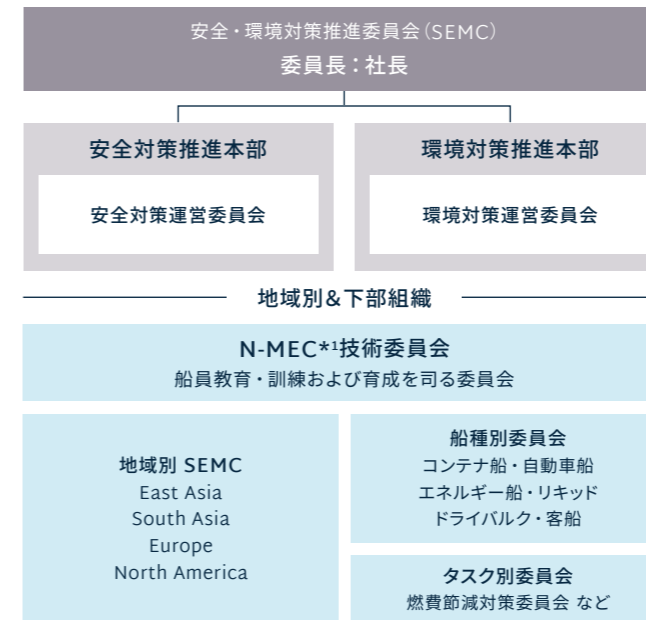 安全・環境対策推進委員会(SEMC)
委員長：社長
安全対策推進本部
環境対策推進本部
安全対策運営委員会
環境対策運営委員会
地域別&下部組織
N-MEC*1技術委員会
船員教育・訓練および育成を司る委員会
地域別 SEMC
East Asia
South Asia
Europe
North America
船種別委員会
コンテナ船・自動車船
エネルギー船・リキッド
ドライバルク・客船
タスク別委員会
燃費節減対策委員会 など